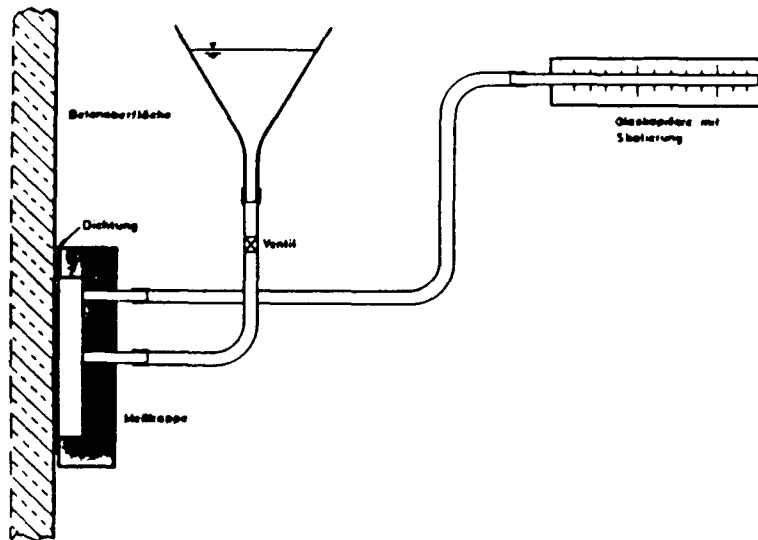 Betonoberfläche
Glaskapillare mit
Skalierung
Dichtung
Ventil
Meßkappe